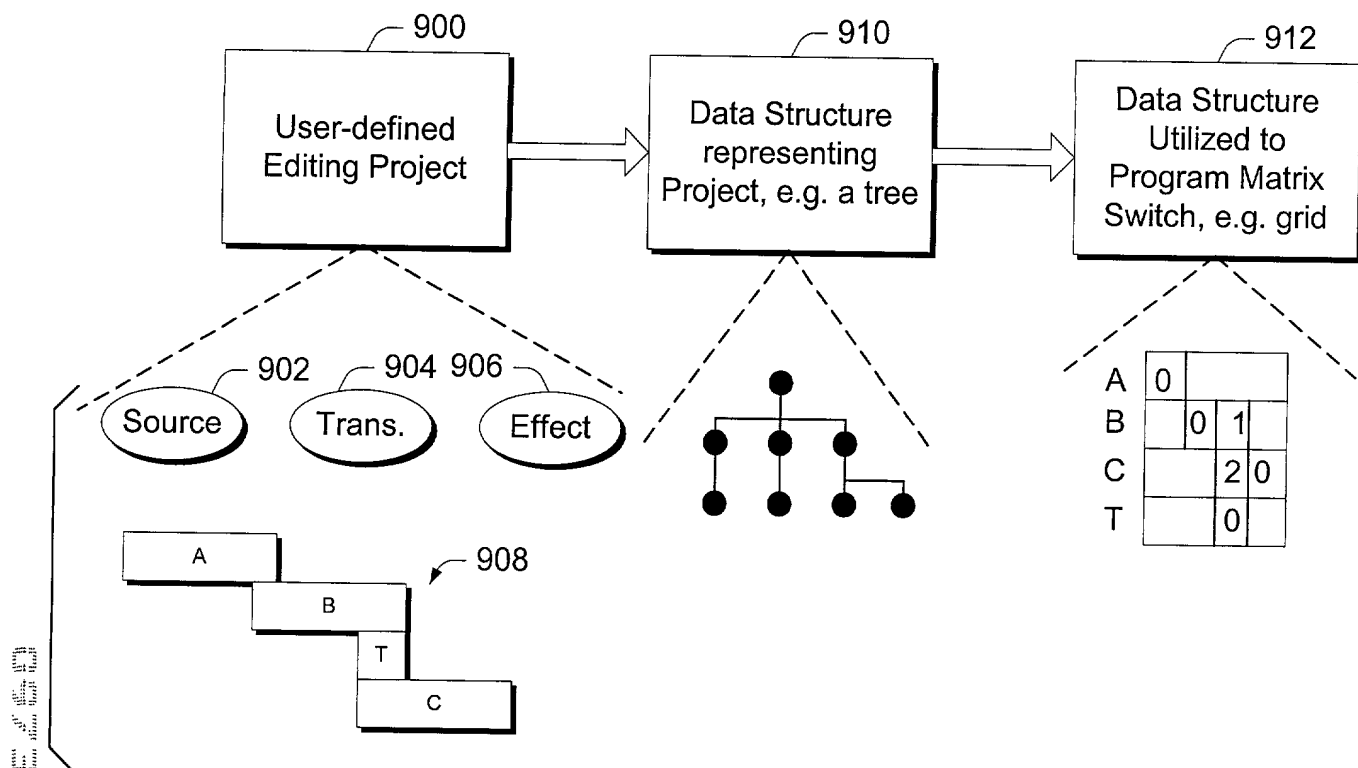 900
910
912
User-defined
Editing Project
Data Structure
representing
Project, e.g. a tree
Data Structure
Utilized to
Program Matrix
Switch, e.g. grid
902
904
906
Source
Trans.
Effect
A
B
T
C
908
A 0
B 0 1
C 2 0
T 0